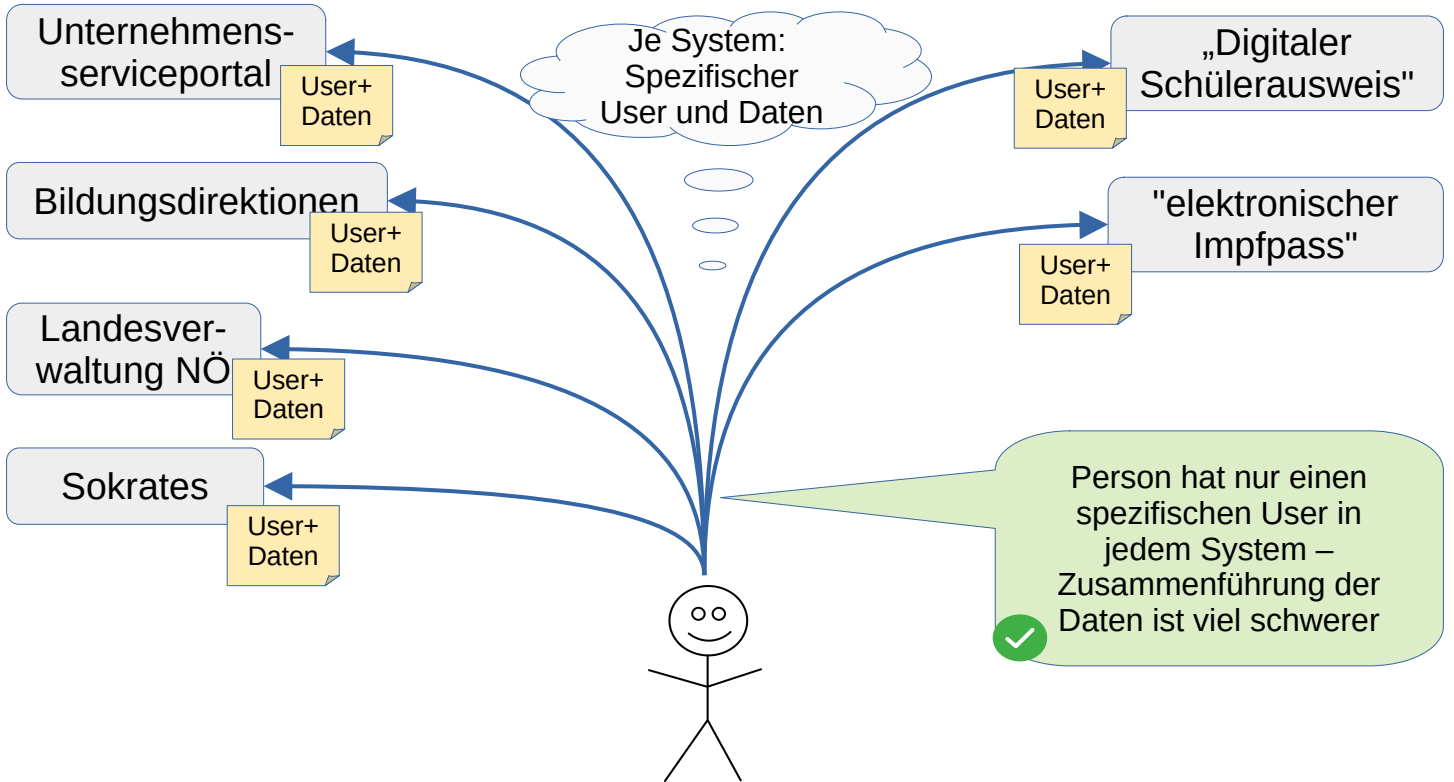 Unternehmens-
serviceportal
User+
Daten
Bildungsdirektionen
User+
Daten
Landesver-
waltung NÖ
User+
Daten
Sokrates
User+
Daten
Je System:
Spezifischer
User und Daten
„Digitaler
Schülerausweis"
User+
Daten
"elektronischer
Impfpass"
User+
Daten
Person hat nur einen
spezifischen User in
jedem System –
Zusammenführung der
Daten ist viel schwerer